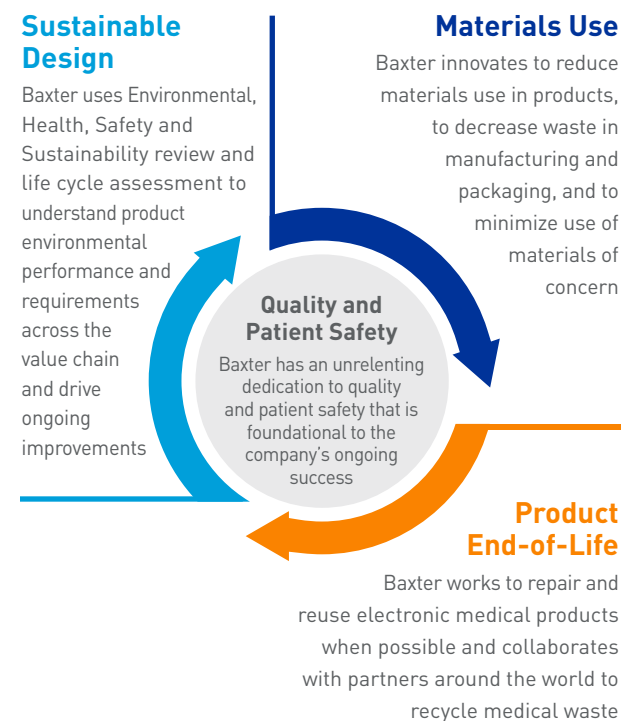 Sustainable
Design
Baxter uses Environmental,
Health, Safety and
Sustainability review and
life cycle assessment to
understand product
environmental
performance and
requirements
across the
value chain
and drive
ongoing
improvements
Materials Use
Baxter innovates to reduce
materials use in products,
to decrease waste in
manufacturing and
packaging, and to
minimize use of
materials of
concern
Quality and
Patient Safety
Baxter has an unrelenting
dedication to quality
and patient safety that is
foundational to the
company's ongoing
success
Product
End-of-Life
Baxter works to repair and
reuse electronic medical products
when possible and collaborates
with partners around the world to
recycle medical waste